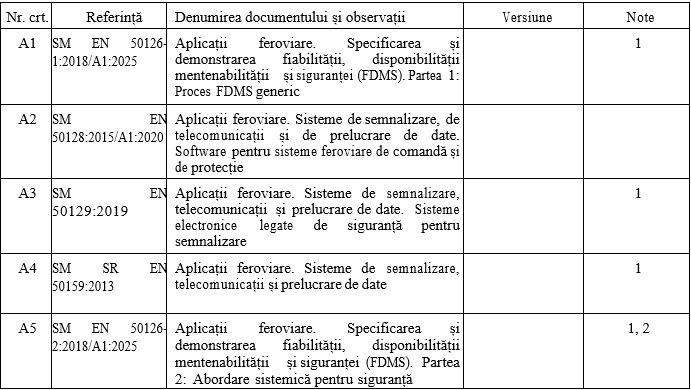 Nr. crt. Referință Denumirea documentului și observații Versiune Note
A1 SM EN 50126-1:2018/A1:2025 Aplicații feroviare. Specificarea și 1
demonstrarea fiabilității, disponibilității
mentenabilității și siguranței (FDMS). Partea 1:
Proces FDMS generic
A2 SM EN 50128:2015/A1:2020 Aplicații feroviare. Sisteme de semnalizare, de
telecomunicații și de prelucrare de date.
Software pentru sisteme feroviare de comandă și
de protecție
A3 SM EN 50129:2019 Aplicații feroviare. Sisteme de semnalizare, 1
telecomunicații și prelucrare de date. Sisteme
electronice legate de siguranță pentru
semnalizare
A4 SM SR EN 50159:2013 Aplicații feroviare. Sisteme de semnalizare, 1
telecomunicații și prelucrare de date
A5 SM EN 50126-2:2018/A1:2025 Aplicații feroviare. Specificarea și 1, 2
demonstrarea fiabilității, disponibilității
mentenabilității și siguranței (FDMS). Partea
2: Abordare sistemică pentru siguranță